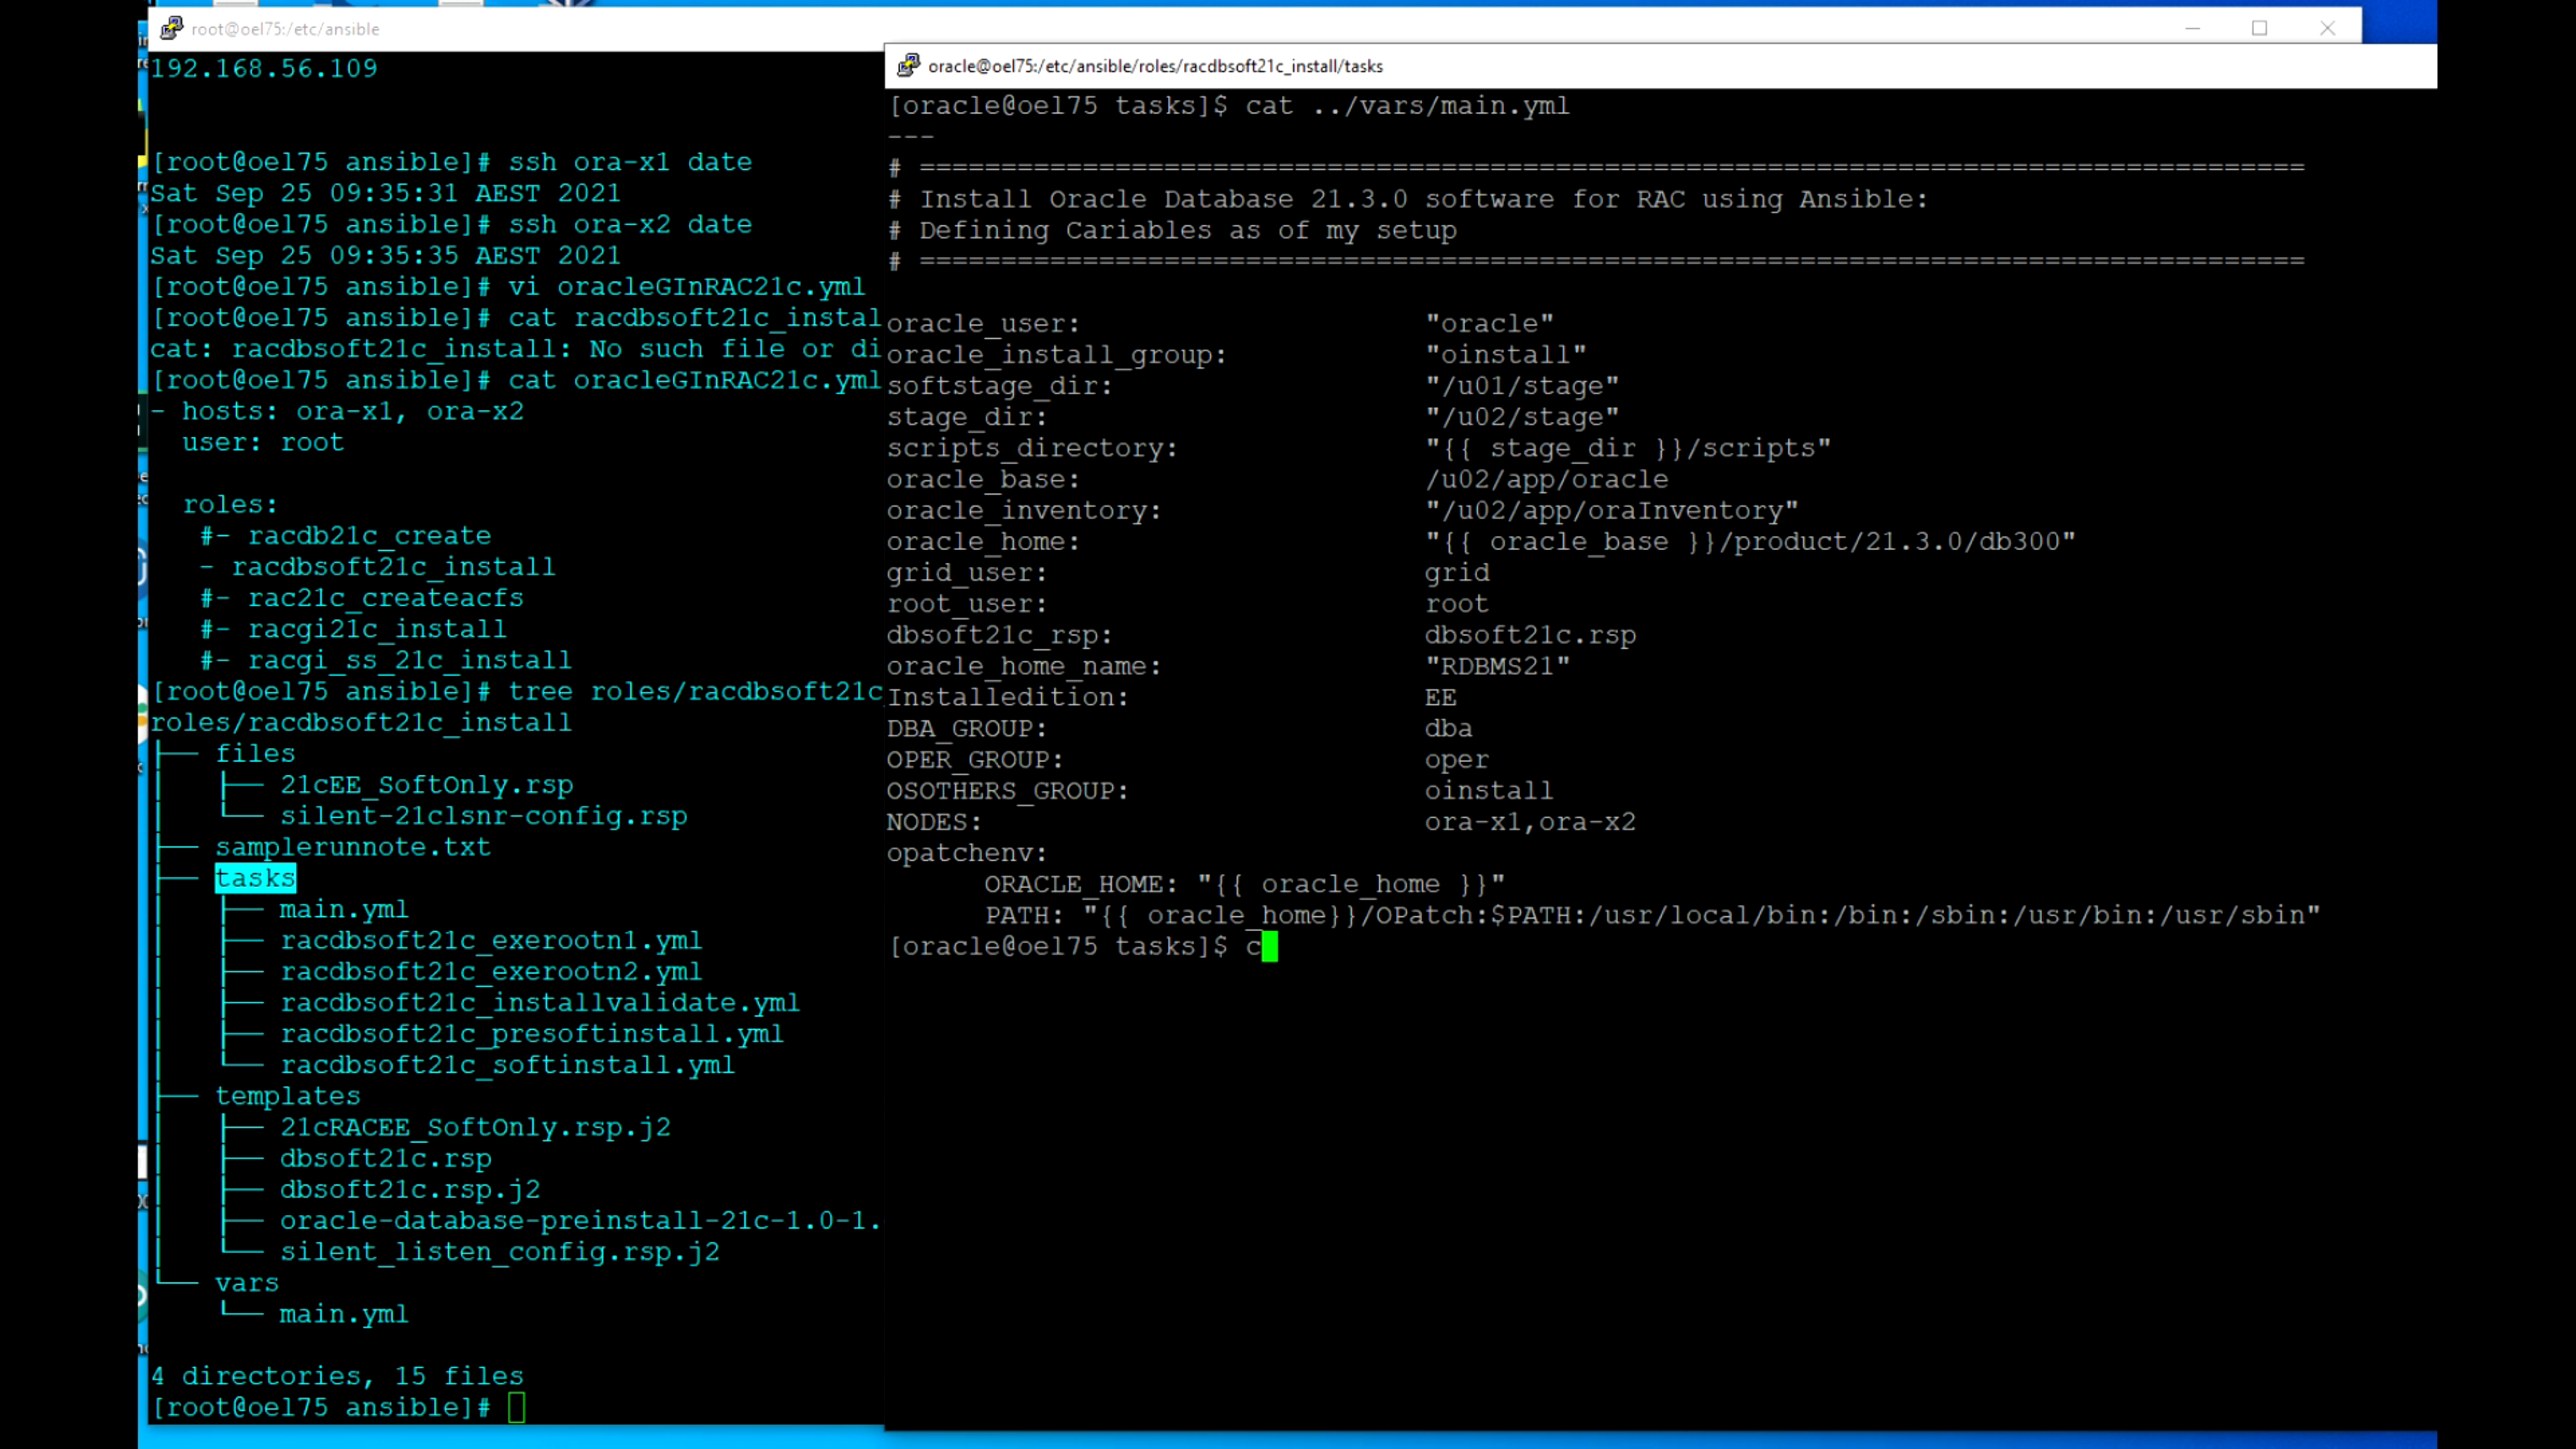 root@oel75:/etc/ansible
192.168.56.109
[root@oel75 ansible]# ssh ora-x1 date
Sat Sep 25 09:35:31 AEST 2021
[root@oel75 ansible]# ssh ora-x2 date
Sat Sep 25 09:35:35 AEST 2021
[root@oel75 ansible]# vi oracleGInRAC21c.yml
[root@oel75 ansible]# cat racdbsoft21c_instal
cat: racdbsoft21c_install: No such file or di
[root@oel75 ansible]# cat oracleGInRAC21c.yml
- hosts: ora-x1, ora-x2
user: root
roles:
#- racdb21c_create
- racdbsoft21c_install
#- rac21c_createacfs
#- racgi21c_install
#- racgi_ss_21c_install
[root@oel75 ansible]# tree roles/racdbsoft21c
roles/racdbsoft21c_install
├── files
│   ├── 21cEE_SoftOnly.rsp
│   └── silent-21clsnr-config.rsp
├── samplerunnote.txt
├── tasks
│   ├── main.yml
│   ├── racdbsoft21c_exerootn1.yml
│   ├── racdbsoft21c_exerootn2.yml
│   ├── racdbsoft21c_installvalidate.yml
│   ├── racdbsoft21c_presoftinstall.yml
│   └── racdbsoft21c_softinstall.yml
├── templates
│   ├── 21cRACEE_SoftOnly.rsp.j2
│   ├── dbsoft21c.rsp
│   ├── dbsoft21c.rsp.j2
│   ├── oracle-database-preinstall-21c-1.0-1.
│   └── silent_listen_config.rsp.j2
└── vars
    └── main.yml
4 directories, 15 files
[root@oel75 ansible]#
oracle@oel75:/etc/ansible/roles/racdbsoft21c_install/tasks
[oracle@oel75 tasks]$ cat ../vars/main.yml
---
# =====================================================================================
# Install Oracle Database 21.3.0 software for RAC using Ansible:
# Defining Cariables as of my setup
# =====================================================================================
oracle_user: "oracle"
oracle_install_group: "oinstall"
softstage_dir: "/u01/stage"
stage_dir: "/u02/stage"
scripts_directory: "{{ stage_dir }}/scripts"
oracle_base: /u02/app/oracle
oracle_inventory: "/u02/app/oraInventory"
oracle_home: "{{ oracle_base }}/product/21.3.0/db300"
grid_user: grid
root_user: root
dbsoft21c_rsp: dbsoft21c.rsp
oracle_home_name: "RDBMS21"
Installedition: EE
DBA_GROUP: dba
OPER_GROUP: oper
OSOTHERS_GROUP: oinstall
NODES: ora-x1,ora-x2
opatchenv:
ORACLE_HOME: "{{ oracle_home }}"
PATH: "{{ oracle_home}}/OPatch:$PATH:/usr/local/bin:/bin:/sbin:/usr/bin:/usr/sbin"
[oracle@oel75 tasks]$ c